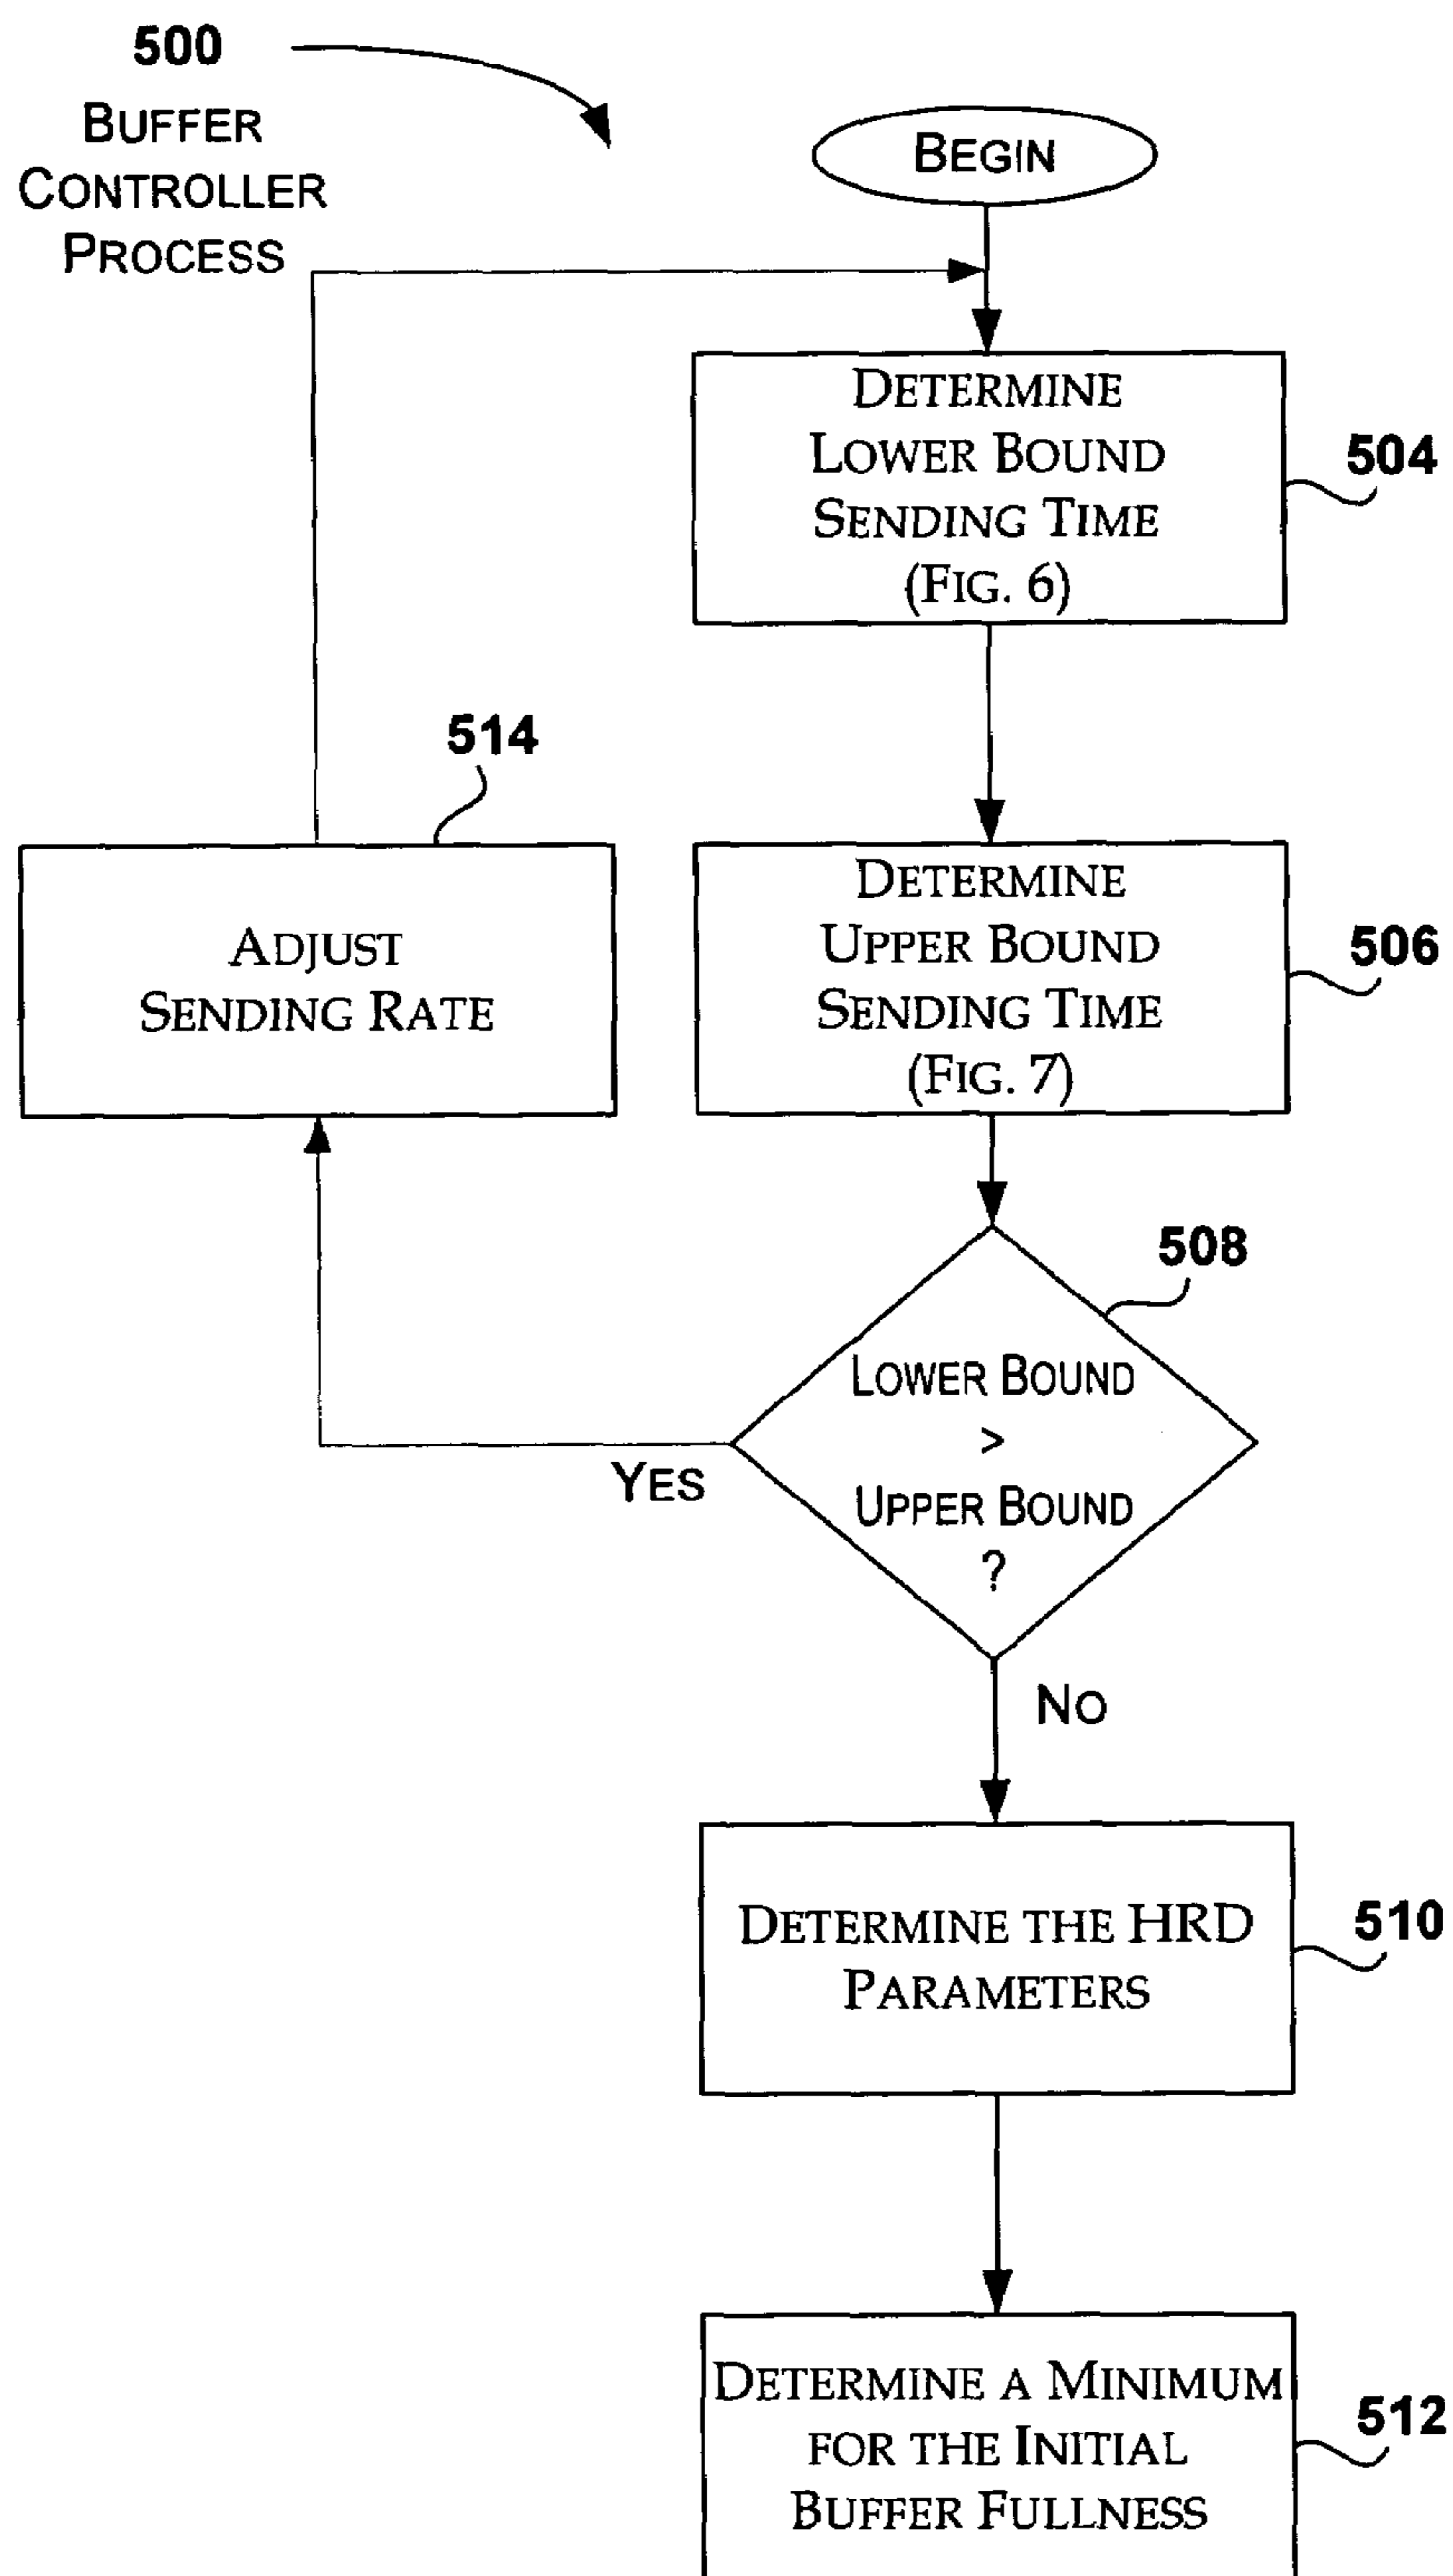 500
BUFFER
CONTROLLER
PROCESS
BEGIN
DETERMINE
LOWER BOUND
SENDING TIME
(FIG. 6)
504
514
ADJUST
SENDING RATE
DETERMINE
UPPER BOUND
SENDING TIME
(FIG. 7)
506
508
LOWER BOUND
>
UPPER BOUND
?
YES
NO
DETERMINE THE HRD
PARAMETERS
510
DETERMINE A MINIMUM
FOR THE INITIAL
BUFFER FULLNESS
512